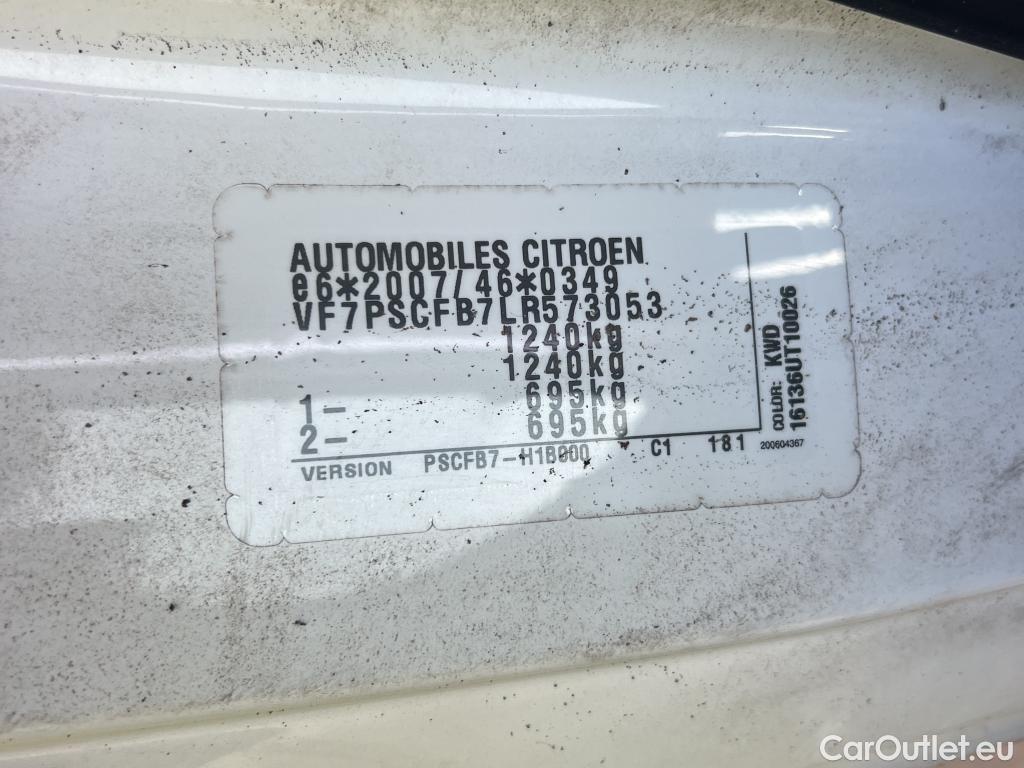 AUTOMOBILES CITROEN
e6*2007/46*0349
VF7PSCFB7LR573053
1240kg
1240kg
1- 695kg
2- 695kg
VERSION PSCFB7-H1B000 C1 181
COLOR: KWD
16136UT10026
200604367
CarOutlet.eu